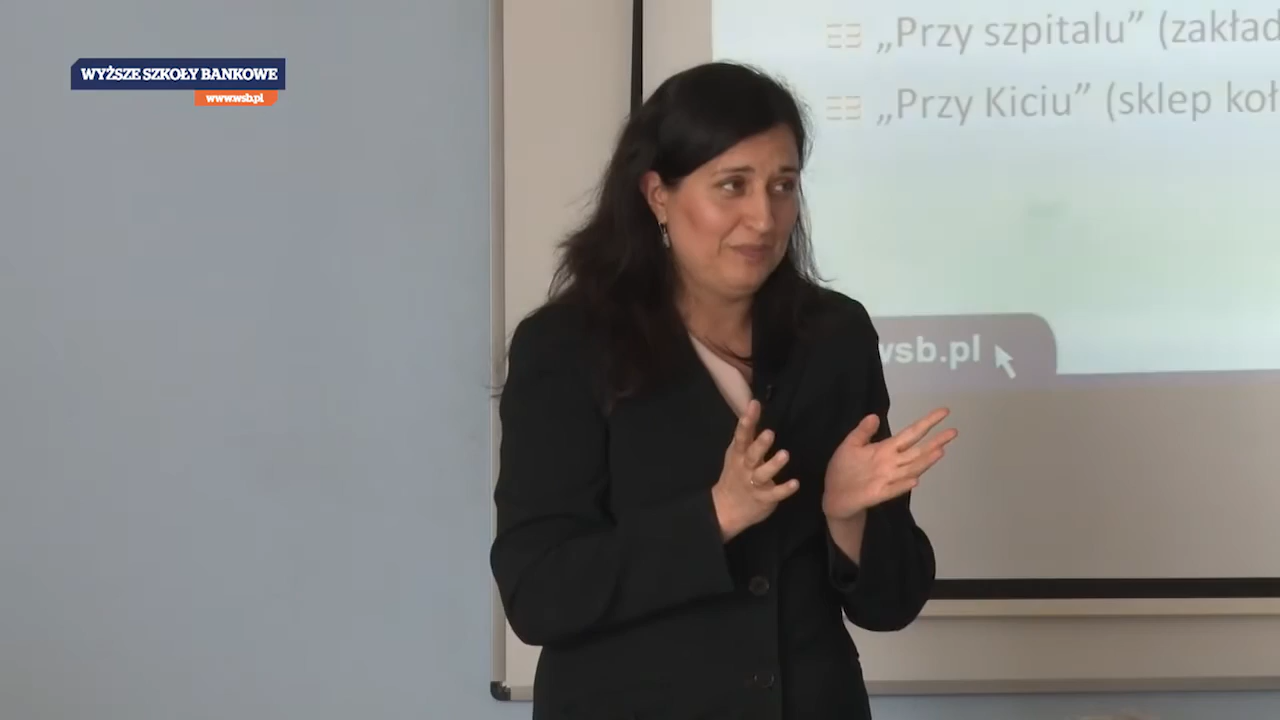 WYŻSZE SZKOŁY BANKOWE
www.wsb.pl
„Przy szpitalu” (zakład
„Przy Kiciu” (sklep koł
wsb.pl